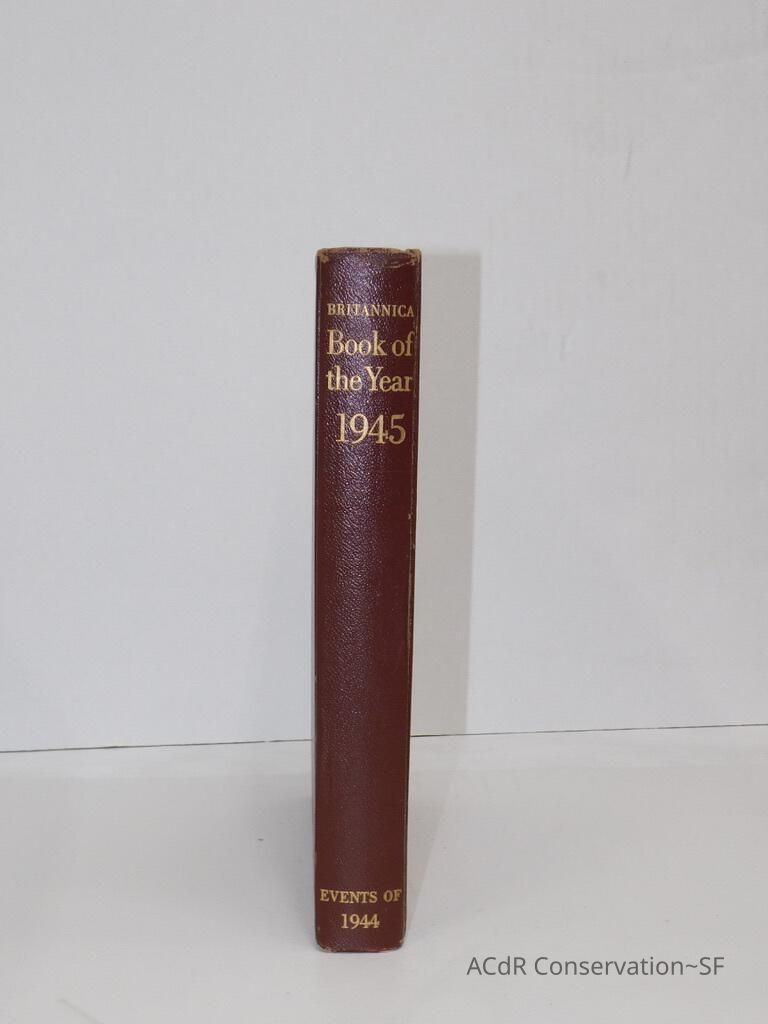 BRITANNICA
Book of
the Year
1945
EVENTS OF
1944
ACdR Conservation~SF